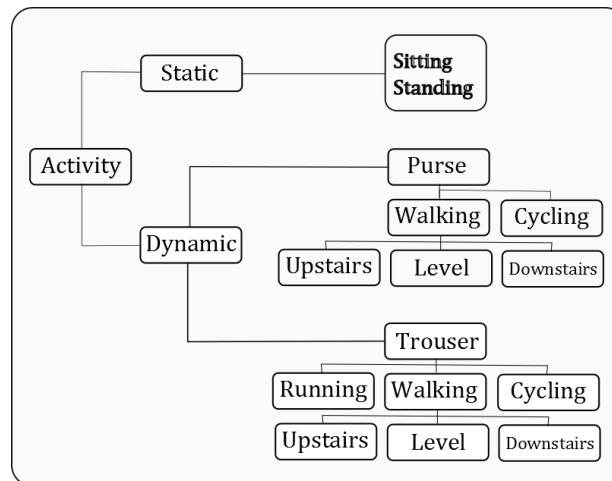 Static
Sitting
Standing
Activity
Dynamic
Purse
Walking
Cycling
Upstairs
Level
Downstairs
Trouser
Running
Walking
Cycling
Upstairs
Level
Downstairs